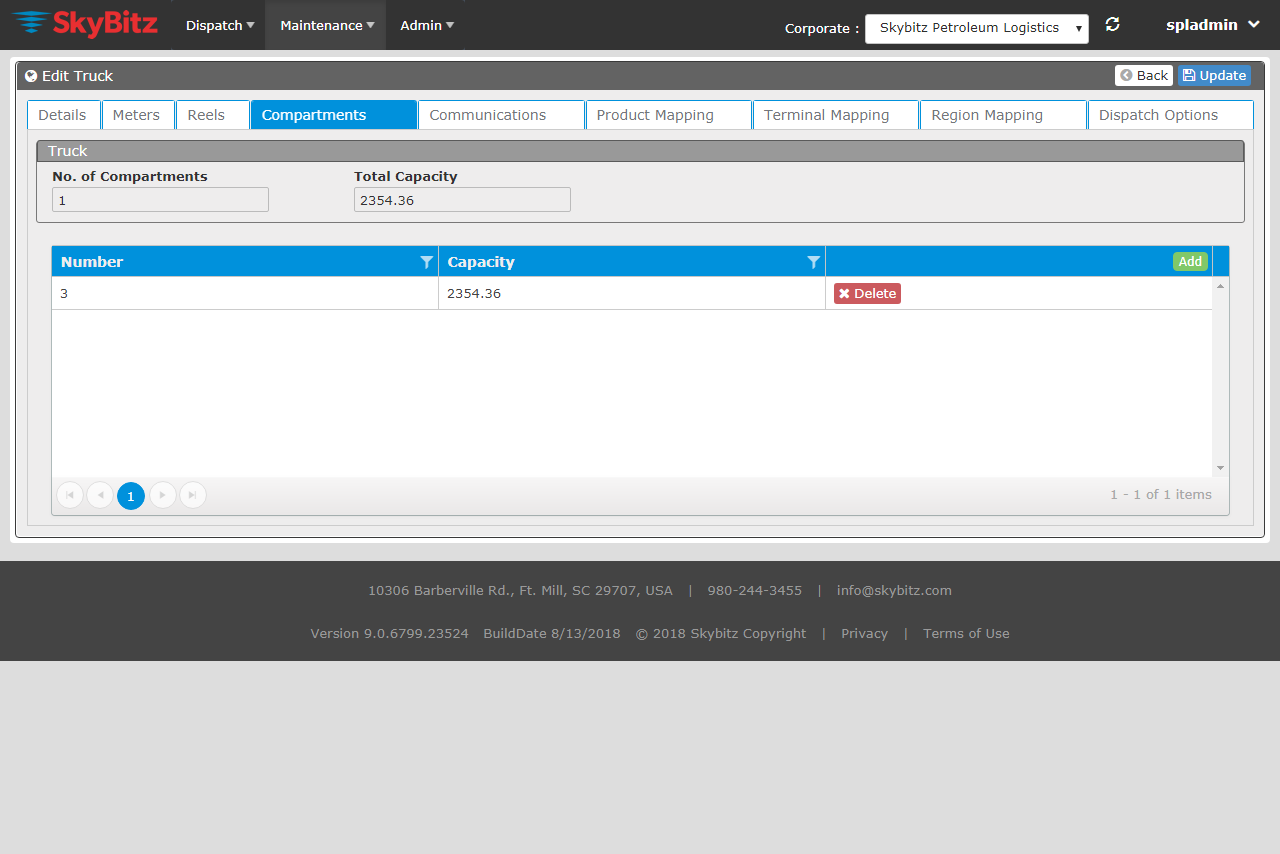 SkyBitz Dispatch Maintenance Admin Corporate : Skybitz Petroleum Logistics spladmin
Edit Truck Back Update
Details Meters Reels Compartments Communications Product Mapping Terminal Mapping Region Mapping Dispatch Options
Truck
No. of Compartments Total Capacity
1 2354.36
Number Capacity Add
3 2354.36 Delete
1 1 - 1 of 1 items
10306 Barberville Rd., Ft. Mill, SC 29707, USA | 980-244-3455 | info@skybitz.com
Version 9.0.6799.23524 BuildDate 8/13/2018 © 2018 Skybitz Copyright | Privacy | Terms of Use